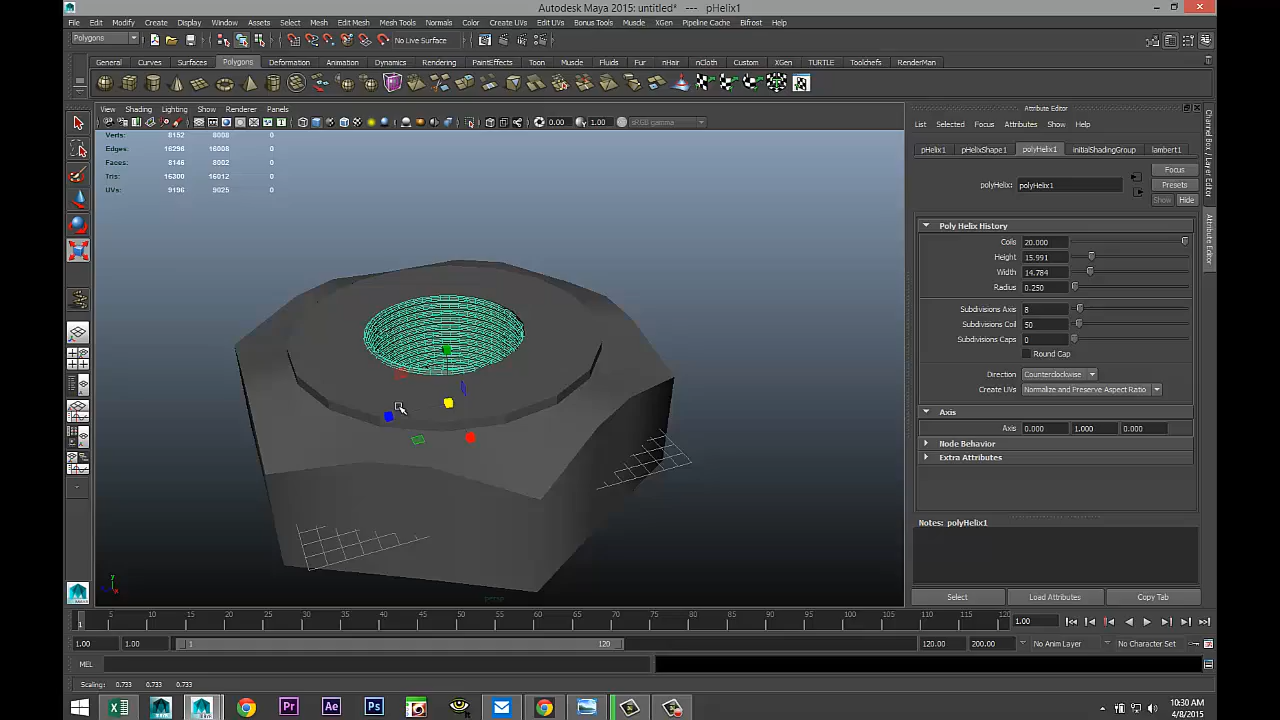 Autodesk Maya 2015: untitled* --- pHelix1
File Edit Modify Create Display Window Assets Select Mesh Edit Mesh Mesh Tools Normals Color Create UVs Edit UVs Bonus Tools Muscle XGen Pipeline Cache Bifrost Help
Polygons No Live Surface
General Curves Surfaces Polygons Deformation Animation Dynamics Rendering PaintEffects Toon Muscle Fluids Fur nHair nCloth Custom XGen TURTLE Toolchefs RenderMan
View Shading Lighting Show Renderer Panels
0.00 1.00 sRGB gamma
Verts: 8152 8008 0
Edges: 16296 16008 0
Faces: 8146 8002 0
Tris: 16300 16012 0
UVs: 9196 9025 0
persp
Attribute Editor
List Selected Focus Attributes Show Help
pHelix1 pHelixShape1 polyHelix1 initialShadingGroup lambert1
polyHelix: polyHelix1
Focus
Presets
Show Hide
Poly Helix History
Coils 20.000
Height 15.991
Width 14.784
Radius 0.250
Subdivisions Axis 8
Subdivisions Coil 50
Subdivisions Caps 0
Round Cap
Direction Counterclockwise
Create UVs Normalize and Preserve Aspect Ratio
Axis
Axis 0.000 1.000 0.000
Node Behavior
Extra Attributes
Notes: polyHelix1
Select Load Attributes Copy Tab
Channel Box / Layer Editor
Attribute Editor
1 5 10 15 20 25 30 35 40 45 50 55 60 65 70 75 80 85 90 95 100 105 110 115 120 1.00
1.00 1.00 1 120 120.00 200.00 No Anim Layer No Character Set
MEL
Scaling: 0.733 0.733 0.733
10:30 AM
4/8/2015